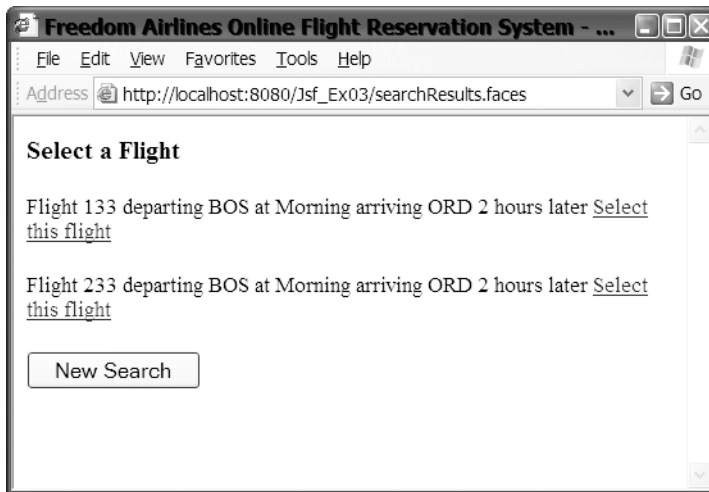 Freedom Airlines Online Flight Reservation System - ...
File Edit View Favorites Tools Help
Address http://localhost:8080/Jsf_Ex03/searchResults.faces Go
Select a Flight
Flight 133 departing BOS at Morning arriving ORD 2 hours later Select
this flight
Flight 233 departing BOS at Morning arriving ORD 2 hours later Select
this flight
New Search